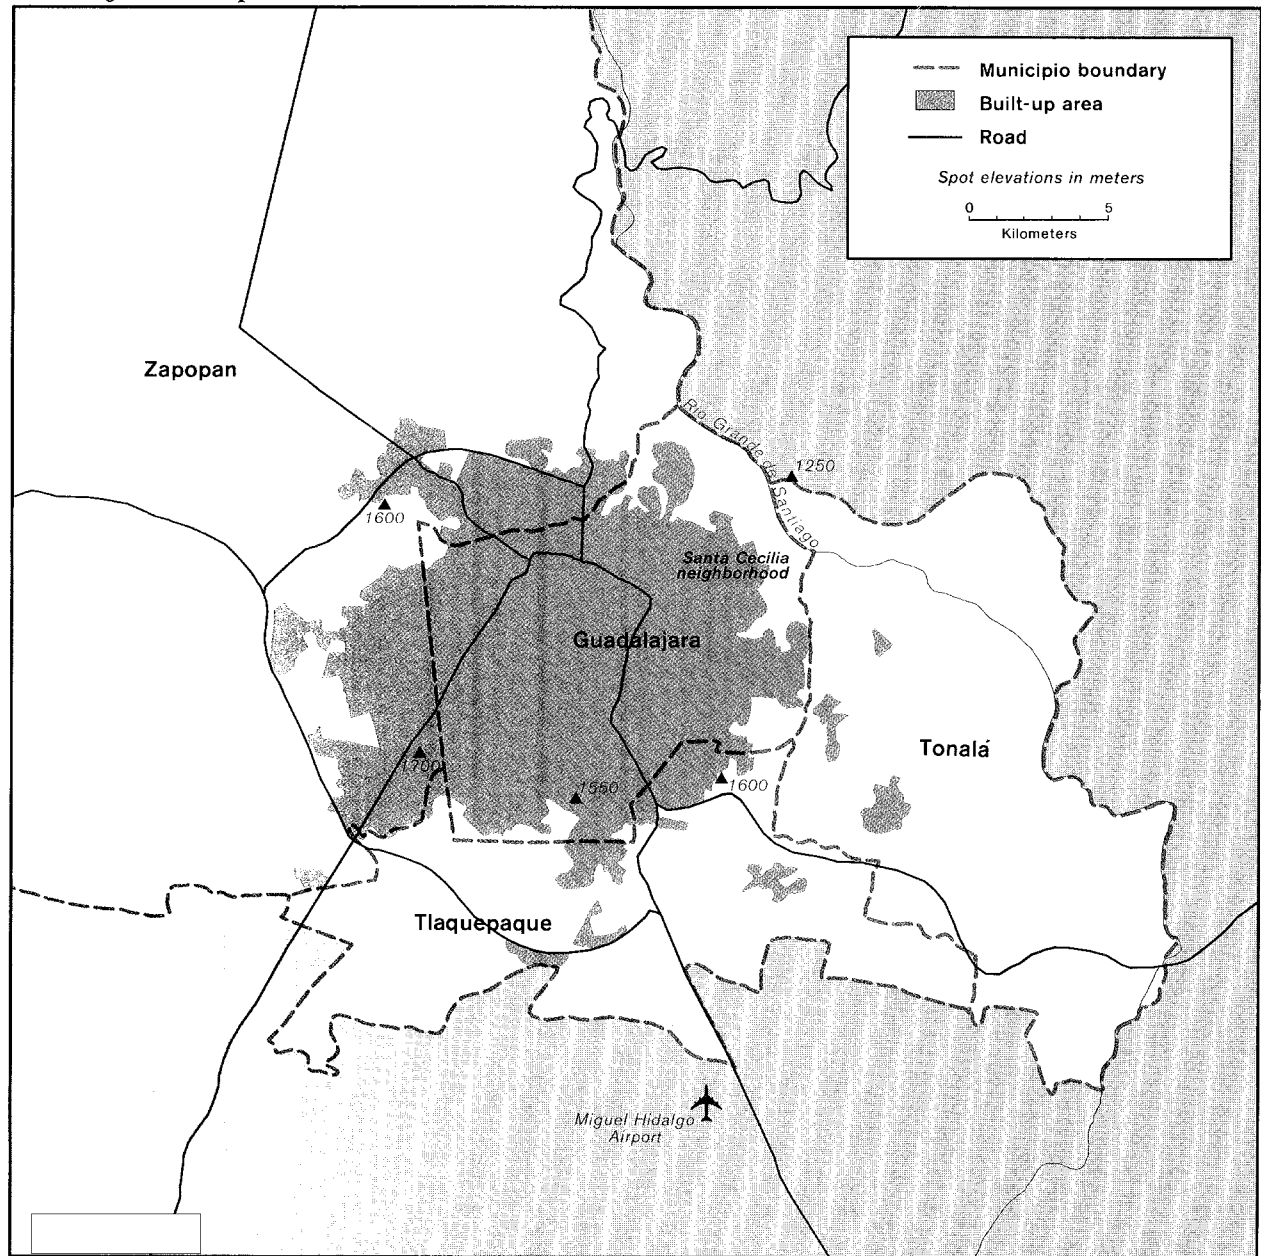 Municipio boundary
Built-up area
Road
Spot elevations in meters
0 5
Kilometers
Zapopan
Rio Grande de Santiago
1250
1600
Santa Cecilia
neighborhood
Guadalajara
Tonalá
1700
1550
1600
Tlaquepaque
Miguel Hidalgo
Airport